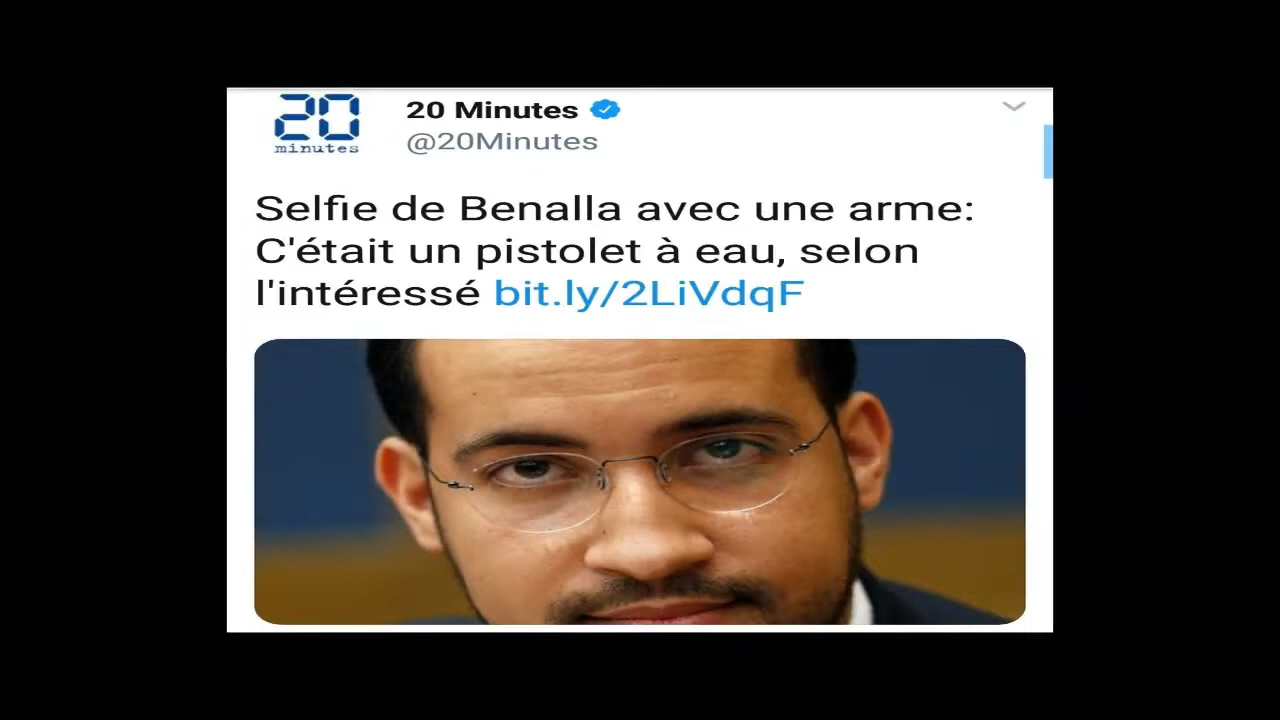 20
minutes
20 Minutes
@20Minutes
Selfie de Benalla avec une arme:
C'était un pistolet à eau, selon
l'intéressé bit.ly/2LiVdqF